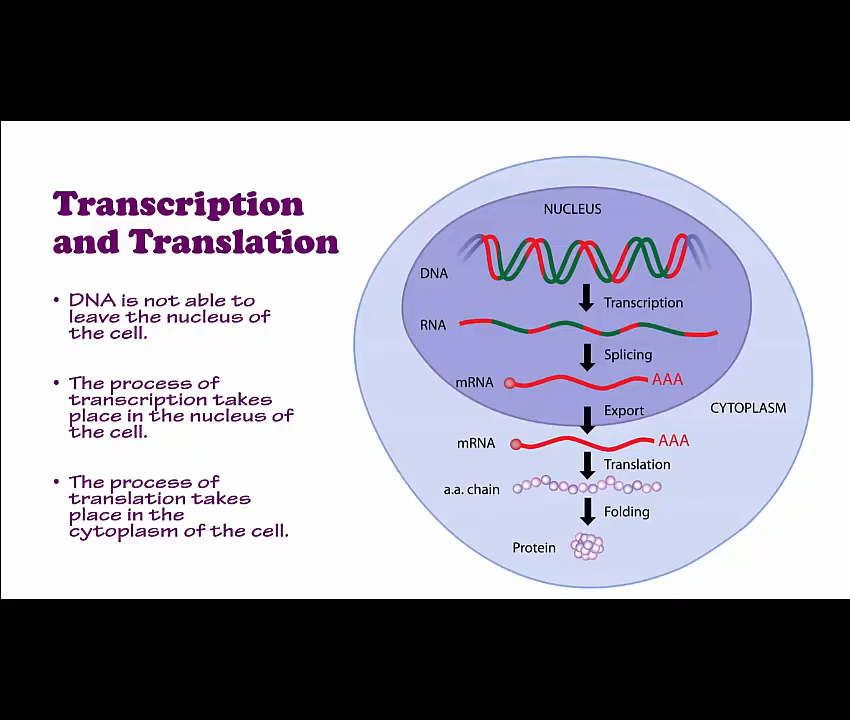 Transcription
and Translation
• DNA is not able to
leave the nucleus of
the cell.
• The process of
transcription takes
place in the nucleus of
the cell.
• The process of
translation takes
place in the
cytoplasm of the cell.
NUCLEUS
DNA
Transcription
RNA
Splicing
mRNA AAA
Export
CYTOPLASM
mRNA AAA
Translation
a.a. chain
Folding
Protein